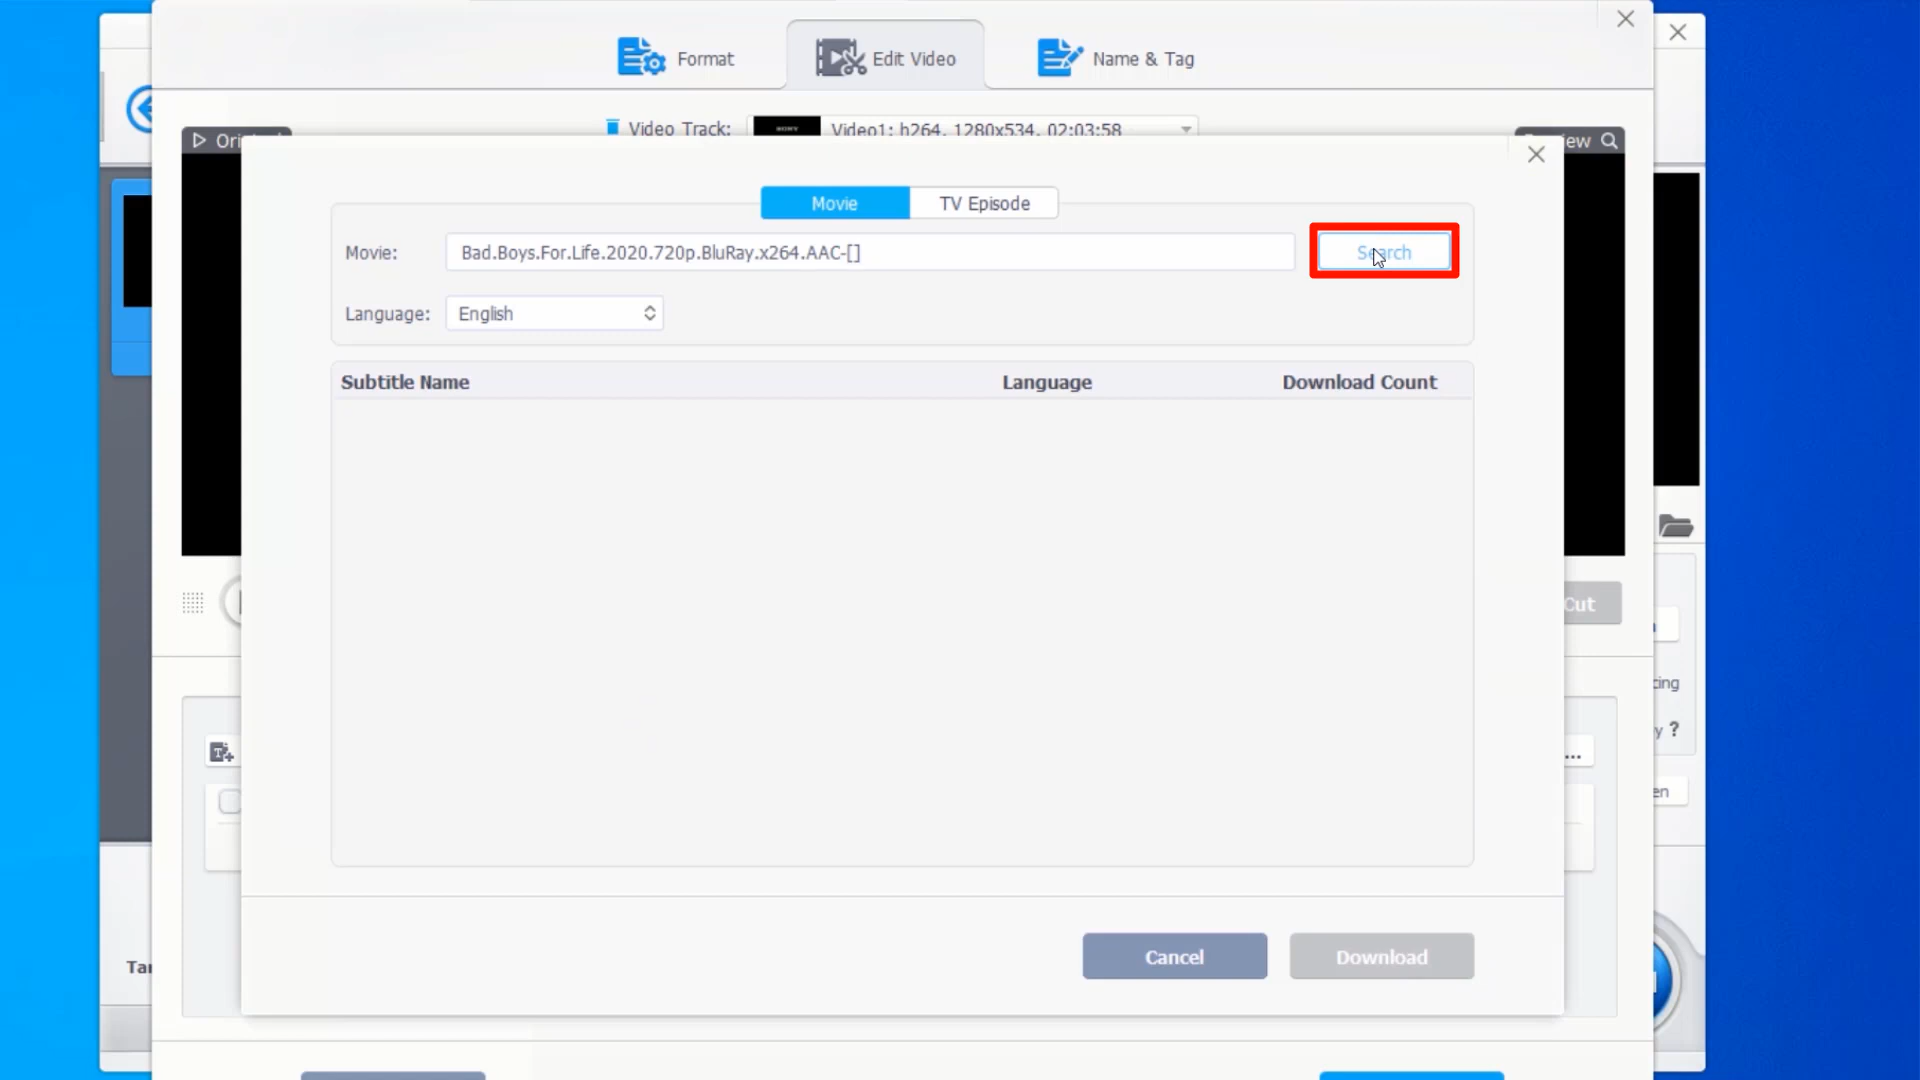 Format
Edit Video
Name & Tag
Video Track:
SONY
Video1: h264, 1280x534, 02:03:58
Movie
TV Episode
Movie:
Bad.Boys.For.Life.2020.720p.BluRay.x264.AAC-[]
Search
Language:
English
Subtitle Name
Language
Download Count
Cut
?
...
Cancel
Download